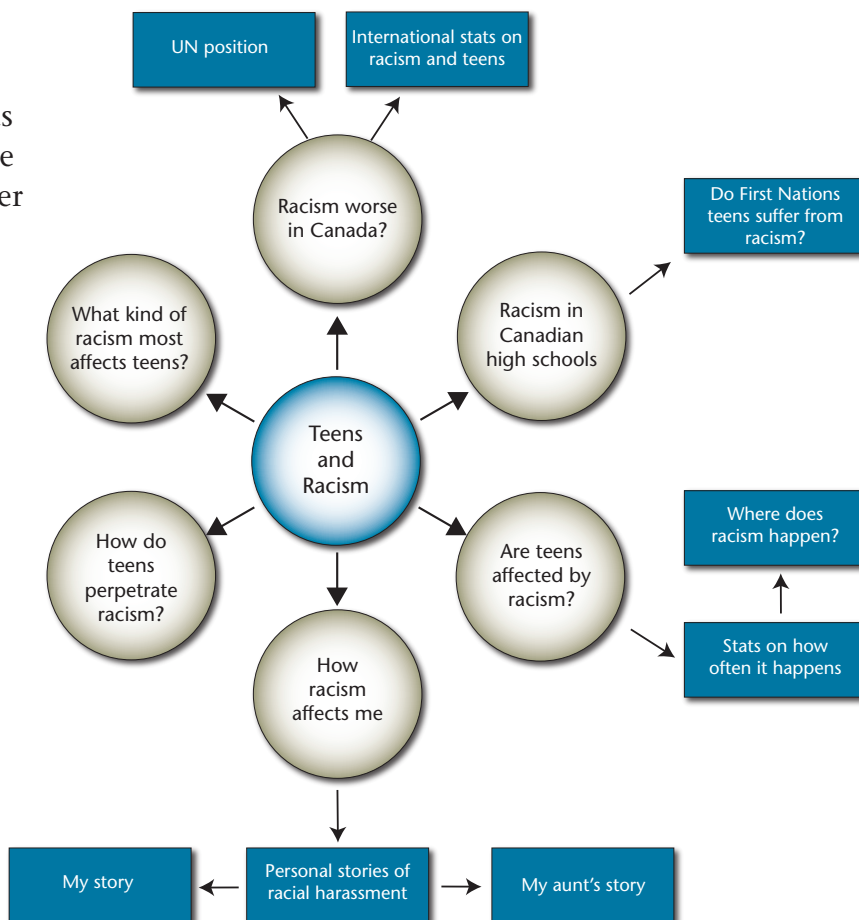 UN position
International stats on
racism and teens
Racism worse
in Canada?
Do First Nations
teens suffer from
racism?
What kind of
racism most
affects teens?
Racism in
Canadian
high schools
Teens
and
Racism
How do
teens
perpetrate
racism?
Are teens
affected by
racism?
Where does
racism happen?
Stats on how
often it happens
How
racism
affects me
My story
Personal stories of
racial harassment
My aunt's story